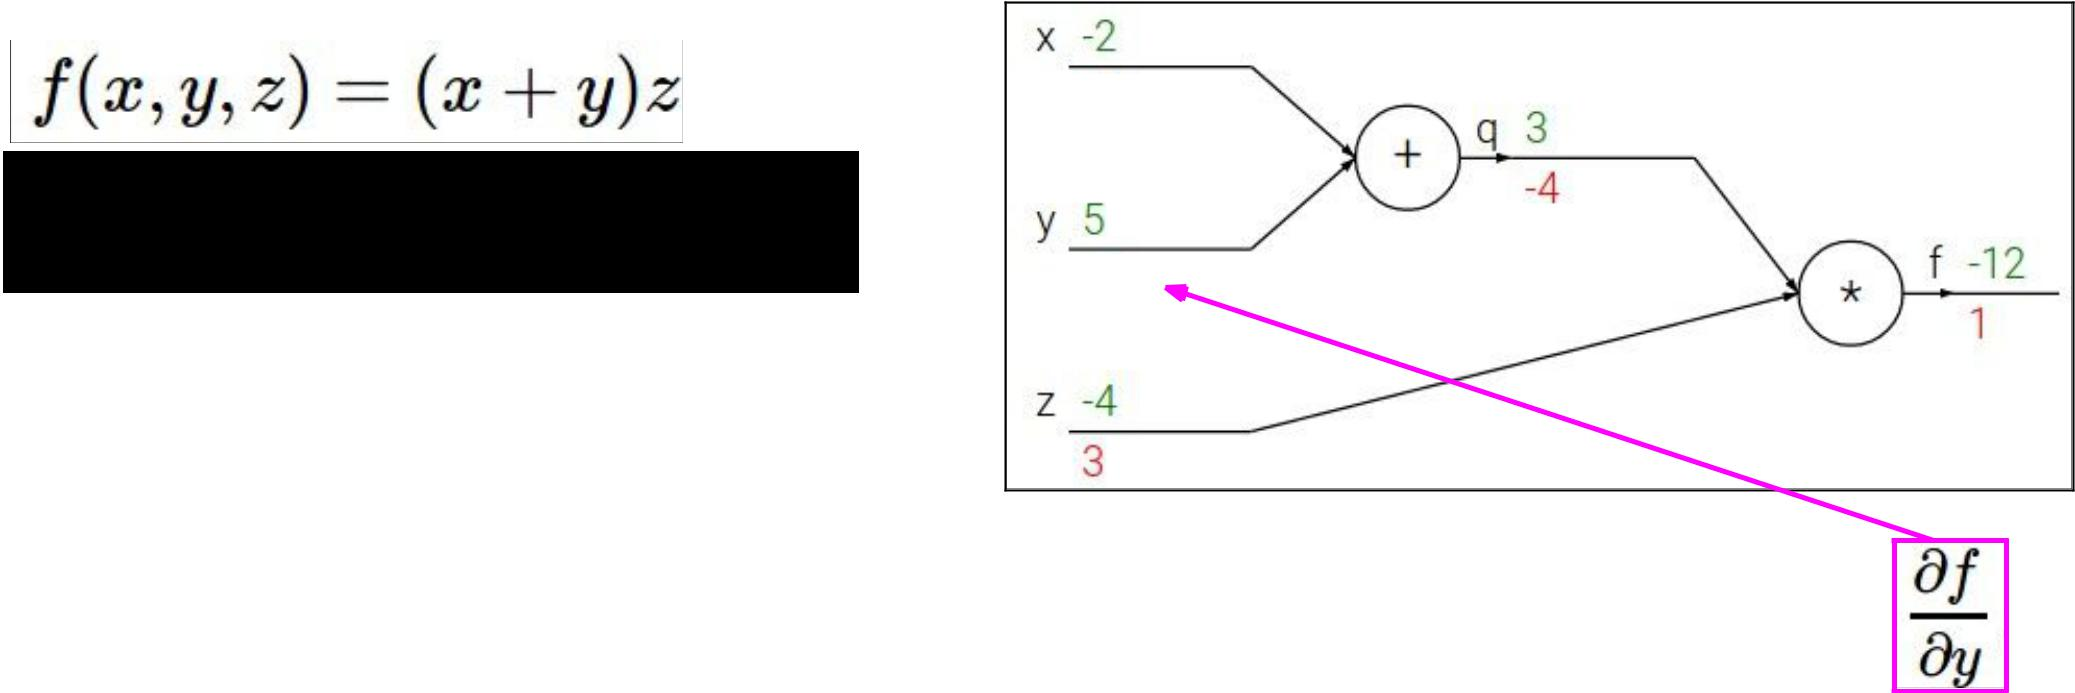 f(x, y, z) = (x + y)z
x -2
+
q 3
-4
y 5
*
f -12
1
z -4
3
∂f
∂y